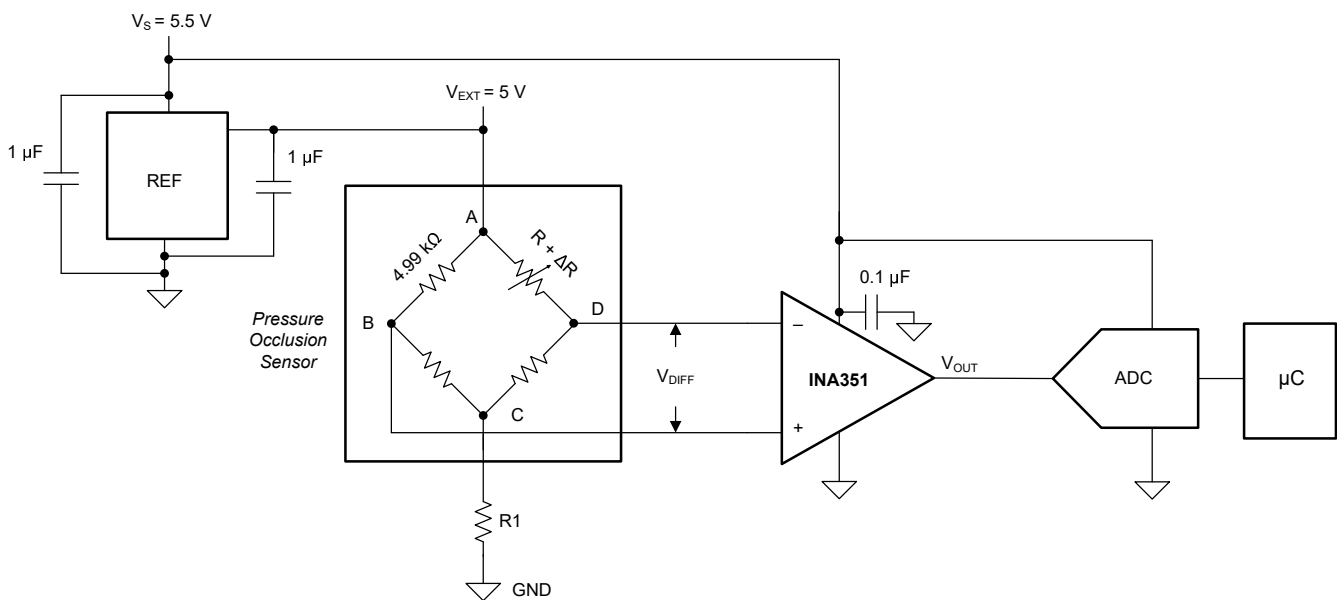 V_S = 5.5 V
V_EXT = 5 V
1 µF
REF
1 µF
A
4.99 kΩ
R + ΔR
B
D
C
Pressure
Occlusion
Sensor
V_DIFF
0.1 µF
–
+
INA351
V_OUT
ADC
µC
R1
GND